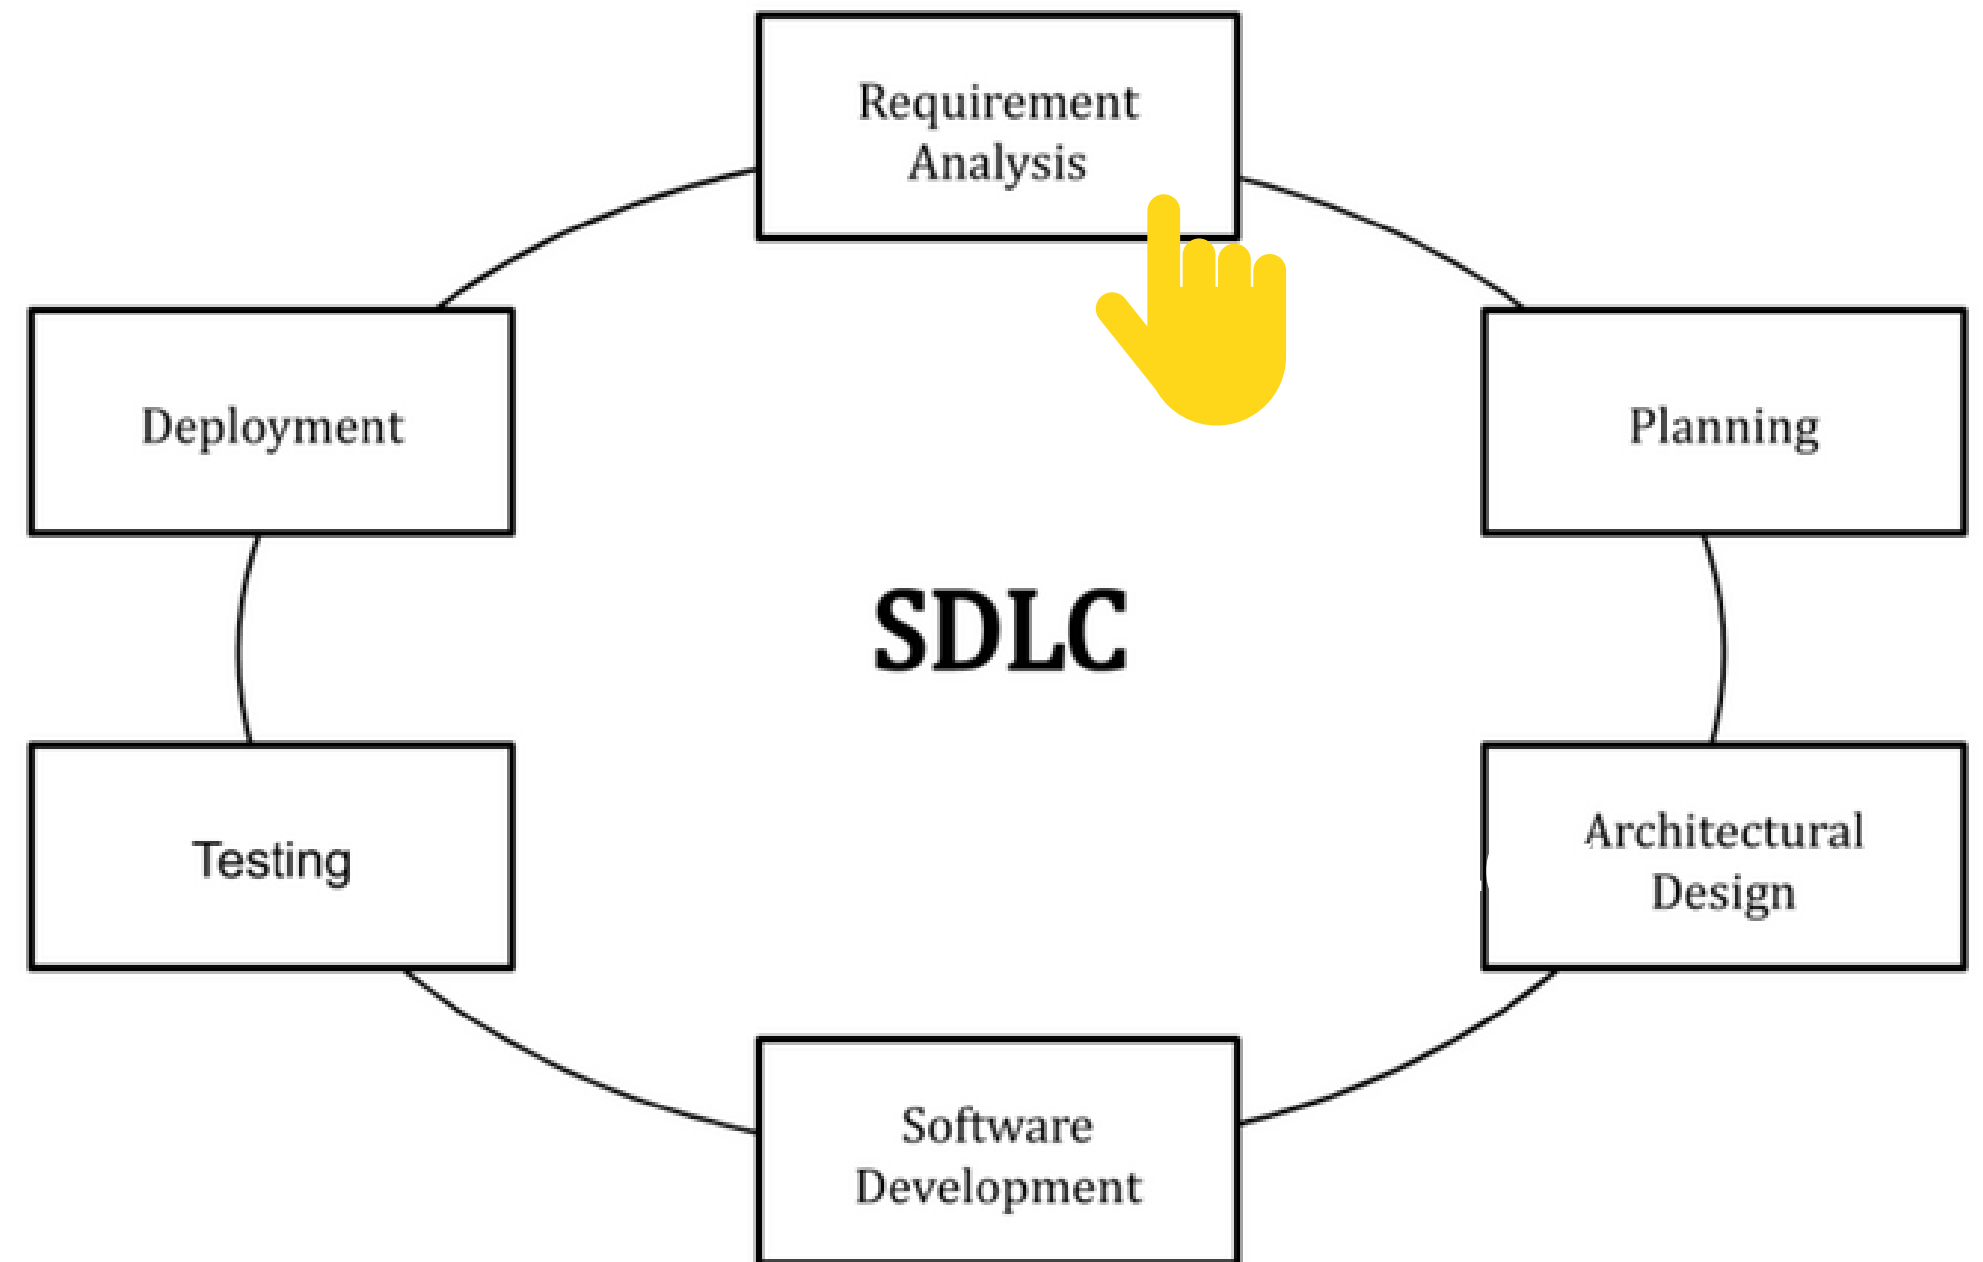 Requirement
Analysis
Deployment
Planning
SDLC
Testing
Architectural
Design
Software
Development